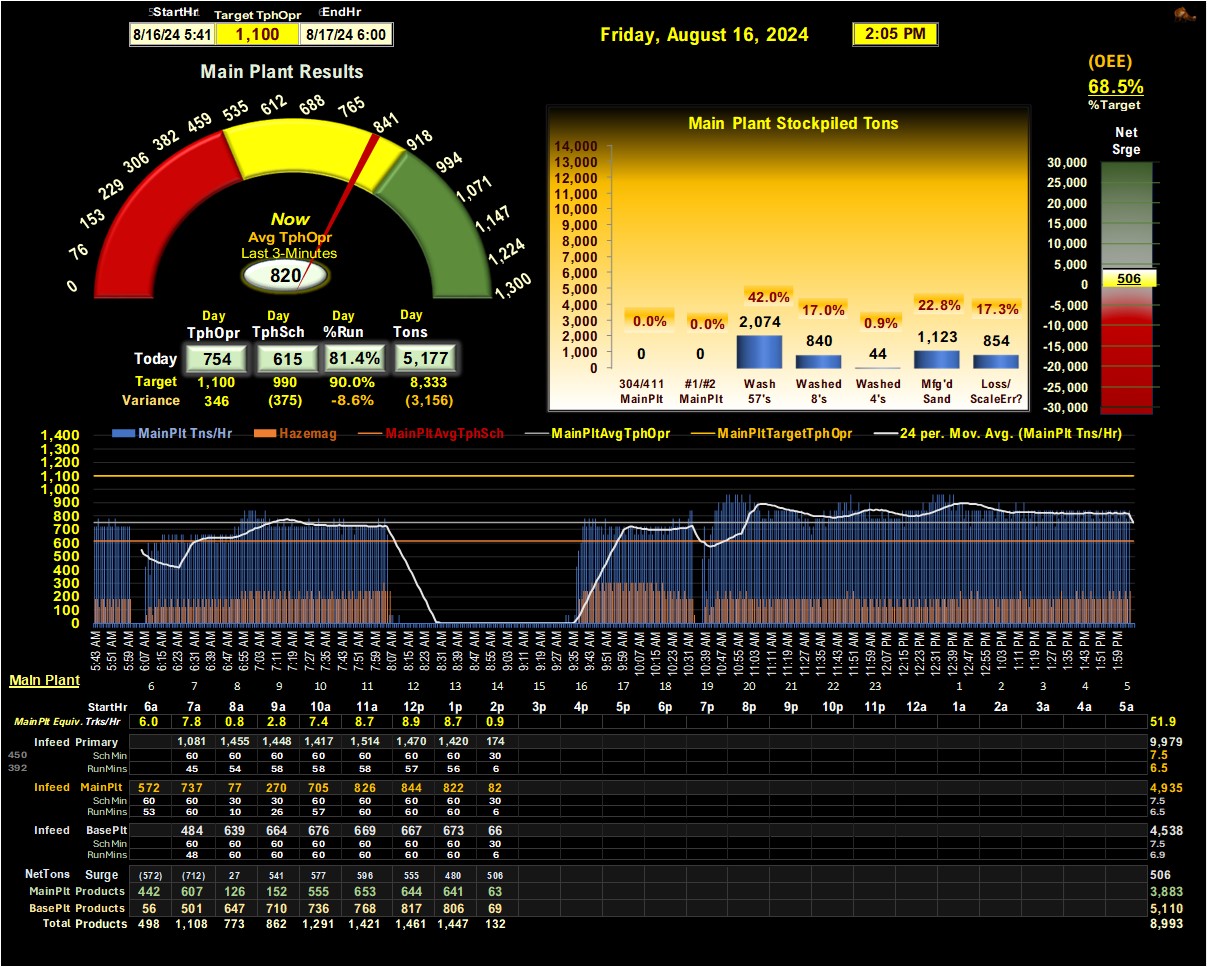 StartHr Target TphOpr EndHr
8/16/24 5:41 1,100 8/17/24 6:00
Friday, August 16, 2024 2:05 PM
(OEE)
68.5%
%Target
Main Plant Results
0 76 153 229 306 382 459 535 612 688 765 841 918 994 1,071 1,147 1,224 1,300
Now
Avg TphOpr
Last 3-Minutes
820
Day Day Day Day
TphOpr TphSch %Run Tons
Today 754 615 81.4% 5,177
Target 1,100 990 90.0% 8,333
Variance 346 (375) -8.6% (3,156)
Main Plant Stockpiled Tons
14,000
13,000
12,000
11,000
10,000
9,000
8,000
7,000
6,000
5,000
4,000
3,000
2,000
1,000
0
0.0% 0.0% 42.0% 17.0% 0.9% 22.8% 17.3%
0 0 2,074 840 44 1,123 854
304/411 #1/#2 Wash Washed Washed Mfg'd Loss/
MainPlt MainPlt 57's 8's 4's Sand ScaleErr?
Net
Srge
30,000
25,000
20,000
15,000
10,000
5,000
0
-5,000
-10,000
-15,000
-20,000
-25,000
-30,000
506
MainPlt Tns/Hr Hazemag MainPltAvgTphSch MainPltAvgTphOpr MainPltTargetTphOpr 24 per. Mov. Avg. (MainPlt Tns/Hr)
1,400
1,300
1,200
1,100
1,000
900
800
700
600
500
400
300
200
100
0
5:43 AM 5:51 AM 5:59 AM 6:07 AM 6:15 AM 6:23 AM 6:31 AM 6:39 AM 6:47 AM 6:55 AM 7:03 AM 7:11 AM 7:19 AM 7:27 AM 7:35 AM 7:43 AM 7:51 AM 7:59 AM 8:07 AM 8:15 AM 8:23 AM 8:31 AM 8:39 AM 8:47 AM 8:55 AM 9:03 AM 9:11 AM 9:19 AM 9:27 AM 9:35 AM 9:43 AM 9:51 AM 9:59 AM 10:07 AM 10:15 AM 10:23 AM 10:31 AM 10:39 AM 10:47 AM 10:55 AM 11:03 AM 11:11 AM 11:19 AM 11:27 AM 11:35 AM 11:43 AM 11:51 AM 11:59 AM 12:07 PM 12:15 PM 12:23 PM 12:31 PM 12:39 PM 12:47 PM 12:55 PM 1:03 PM 1:11 PM 1:19 PM 1:27 PM 1:35 PM 1:43 PM 1:51 PM 1:59 PM
Main Plant 6 7 8 9 10 11 12 13 14 15 16 17 18 19 20 21 22 23 1 2 3 4 5
StartHr 6a 7a 8a 9a 10a 11a 12p 1p 2p 3p 4p 5p 6p 7p 8p 9p 10p 11p 12a 1a 2a 3a 4a 5a
MainPlt Equiv. Trks/Hr 6.0 7.8 0.8 2.8 7.4 8.7 8.9 8.7 0.9 51.9
Infeed Primary 1,081 1,455 1,448 1,417 1,514 1,470 1,420 174 9,979
450 Sch Min 60 60 60 60 60 60 60 30 7.5
392 RunMins 45 54 58 58 58 57 56 6 6.5
Infeed MainPlt 572 737 77 270 705 826 844 822 82 4,935
Sch Min 60 60 30 30 60 60 60 60 30 7.5
RunMins 53 60 10 26 57 60 60 60 6 6.5
Infeed BasePlt 484 639 664 676 669 667 673 66 4,538
Sch Min 60 60 60 60 60 60 60 30 7.5
RunMins 48 60 60 60 60 60 60 6 6.9
NetTons Surge (572) (712) 27 541 577 596 555 480 506 506
MainPlt Products 442 607 126 152 555 653 644 641 63 3,883
BasePlt Products 56 501 647 710 736 768 817 806 69 5,110
Total Products 498 1,108 773 862 1,291 1,421 1,461 1,447 132 8,993